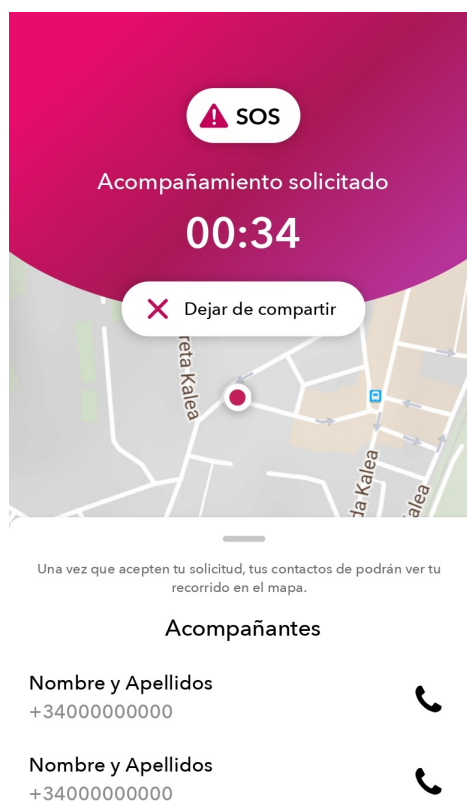 SOS
Acompañamiento solicitado
00:34
Dejar de compartir
reta Kalea
da Kalea
alea
Una vez que acepten tu solicitud, tus contactos de podrán ver tu
recorrido en el mapa.
Acompañantes
Nombre y Apellidos
+34000000000
Nombre y Apellidos
+34000000000